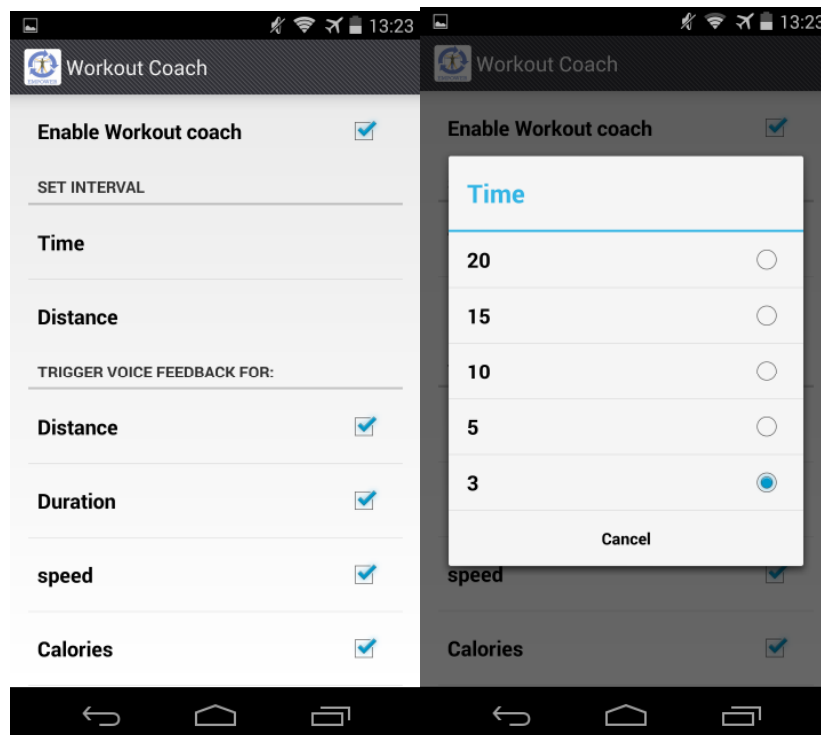 13:23
EMPOWER
Workout Coach
Enable Workout coach
SET INTERVAL
Time
Distance
TRIGGER VOICE FEEDBACK FOR:
Distance
Duration
speed
Calories
13:23
Workout Coach
Enable Workout coach
Time
20
15
10
5
3
Cancel
speed
Calories